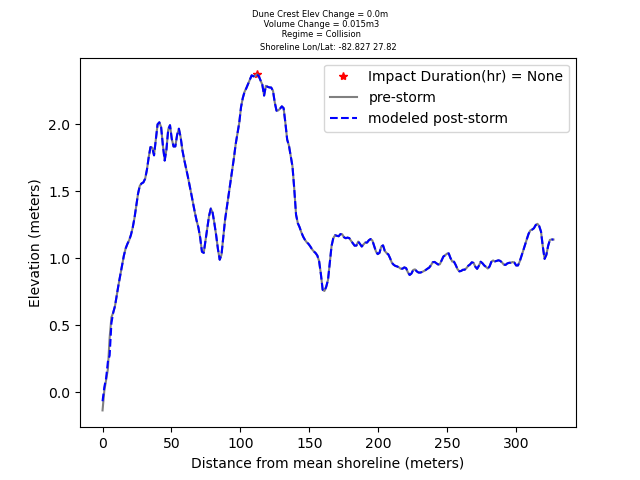 Dune Crest Elev Change = 0.0m
Volume Change = 0.015m3
Regime = Collision
Shoreline Lon/Lat: -82.827 27.82
Impact Duration(hr) = None
pre-storm
modeled post-storm
Elevation (meters)
2.0
1.5
1.0
0.5
0.0
0 50 100 150 200 250 300
Distance from mean shoreline (meters)